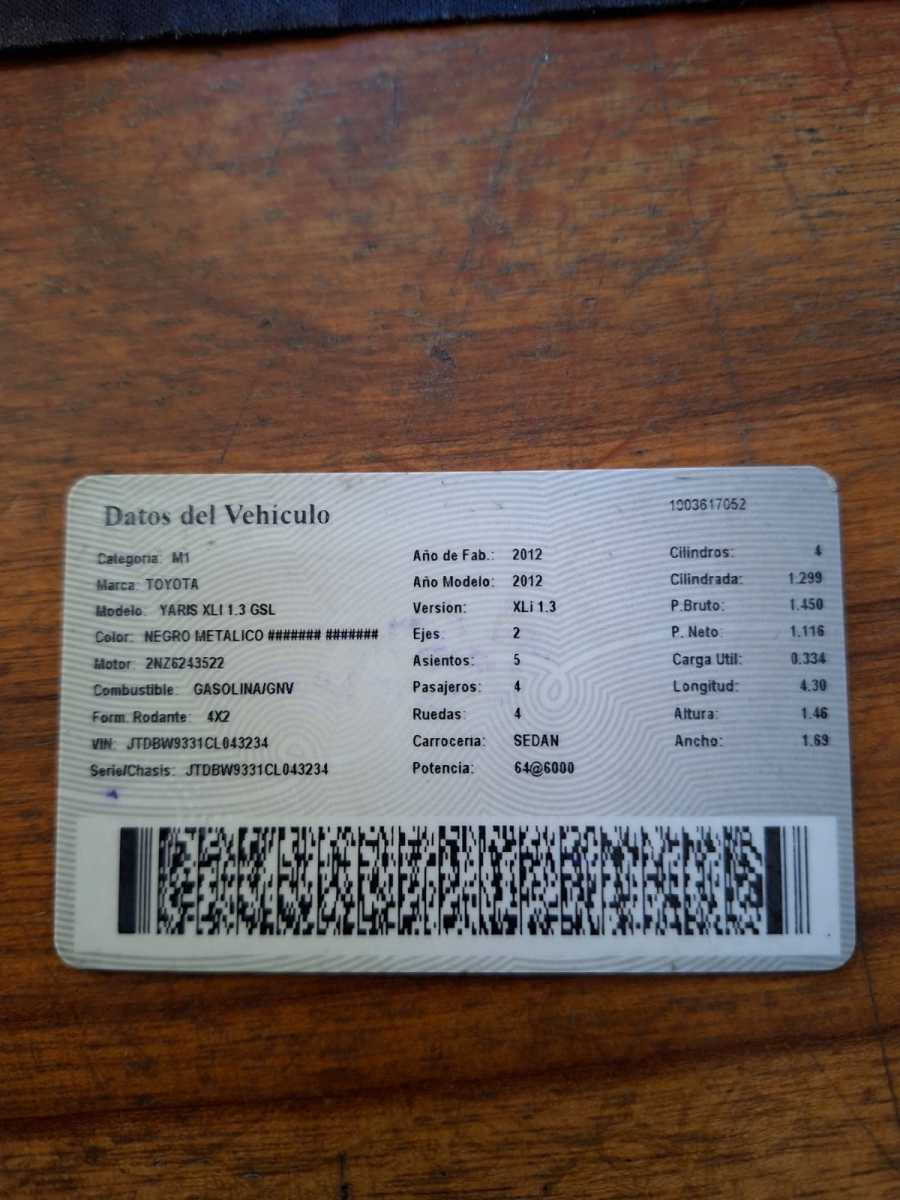 Datos del Vehículo
1003617052
Categoria: M1
Marca: TOYOTA
Modelo: YARIS XLI 1.3 GSL
Color: NEGRO METALICO ####### #######
Motor 2NZ6243522
Combustible: GASOLINA/GNV
Form. Rodante: 4X2
VIN: JTDBW9331CL043234
Serie/Chasis: JTDBW9331CL043234
Año de Fab.: 2012
Año Modelo: 2012
Version: XLi 1.3
Ejes 2
Asientos: 5
Pasajeros: 4
Ruedas: 4
Carroceria: SEDAN
Potencia: 64@6000
Cilindros: 4
Cilindrada: 1.299
P.Bruto: 1.450
P. Neto: 1.116
Carga Util: 0.334
Longitud: 4.30
Altura: 1.46
Ancho: 1.69